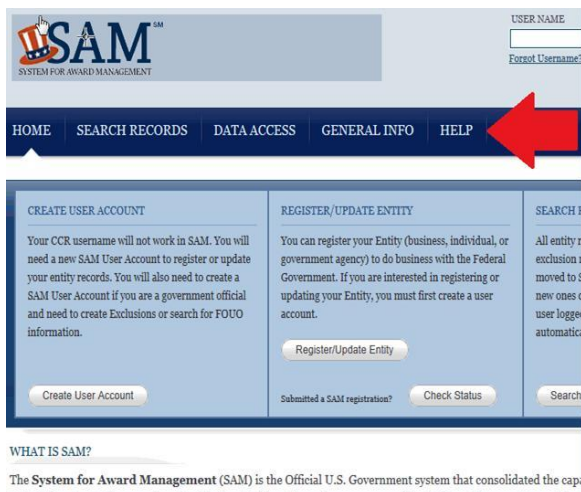 USAM SM
SYSTEM FOR AWARD MANAGEMENT
USER NAME
Forgot Username?
HOME SEARCH RECORDS DATA ACCESS GENERAL INFO HELP
CREATE USER ACCOUNT
Your CCR username will not work in SAM. You will
need a new SAM User Account to register or update
your entity records. You will also need to create a
SAM User Account if you are a government official
and need to create Exclusions or search for FOUO
information.
Create User Account
REGISTER/UPDATE ENTITY
You can register your Entity (business, individual, or
government agency) to do business with the Federal
Government. If you are interested in registering or
updating your Entity, you must first create a user
account.
Register/Update Entity
Submitted a SAM registration? Check Status
SEARCH
All entity
exclusion
moved to
new ones
user logge
automatica
Search
WHAT IS SAM?
The System for Award Management (SAM) is the Official U.S. Government system that consolidated the capa